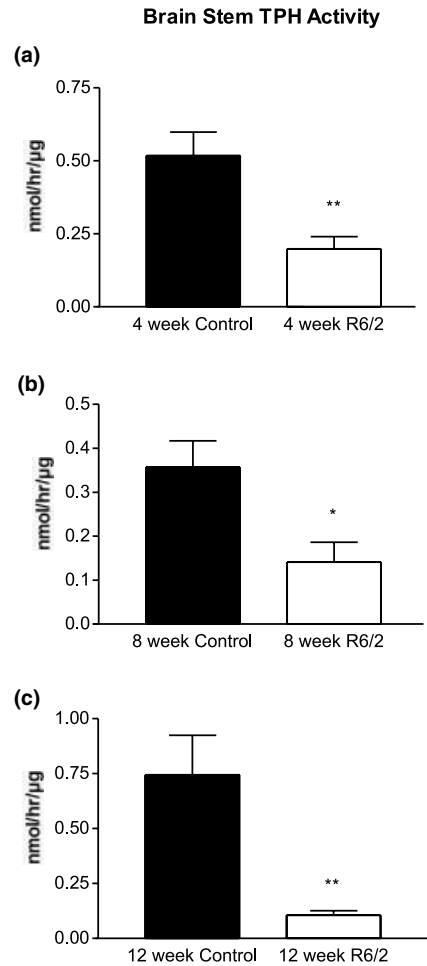 Brain Stem TPH Activity
(a)
nmol/hr/µg
0.75
0.50
0.25
0.00
**
4 week Control 4 week R6/2
(b)
nmol/hr/µg
0.5
0.4
0.3
0.2
0.1
0.0
*
8 week Control 8 week R6/2
(c)
nmol/hr/µg
1.00
0.75
0.50
0.25
0.00
**
12 week Control 12 week R6/2